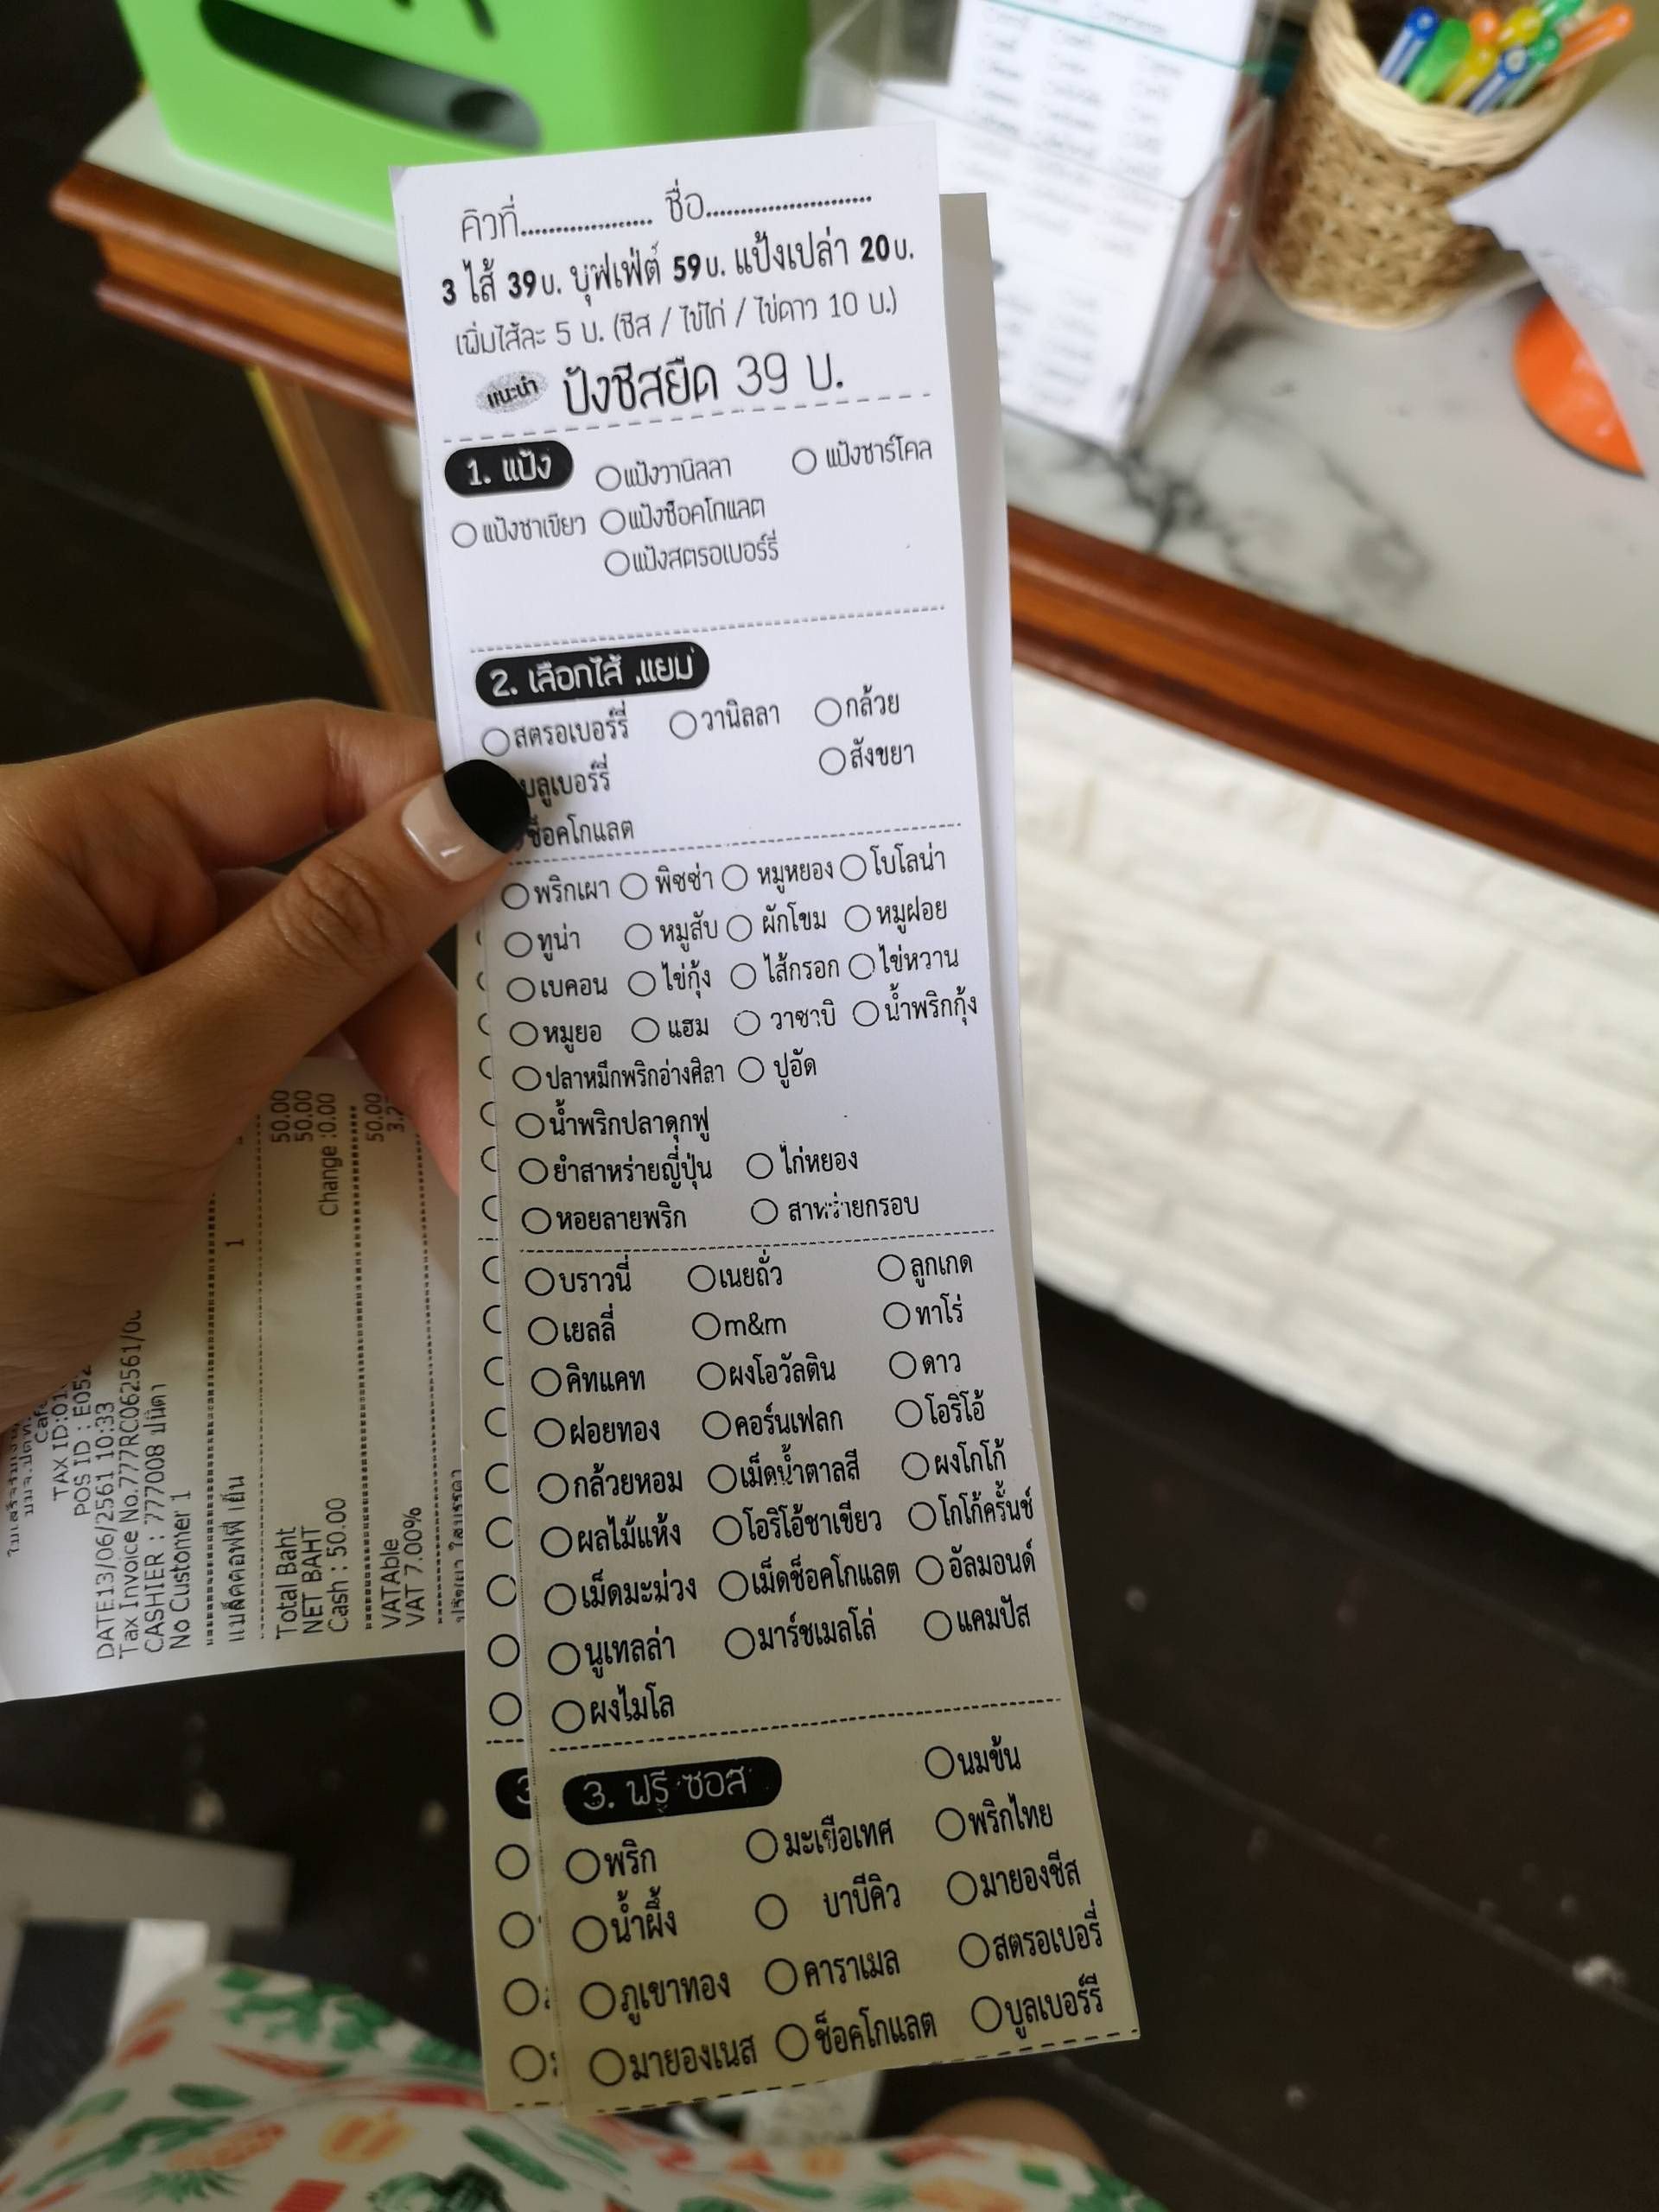 คิวที่.................. ชื่อ.......................
3 ไส้ 39บ. บุฟเฟ่ต์ 59บ. แป้งเปล่า 20บ.
เพิ่มไส้ละ 5 บ. (ชีส / ไข่ไก่ / ไข่ดาว 10 บ.)
แนะนำ ปังชีสยืด 39 บ.
1. แป้ง แป้งวานิลลา แป้งชาร์โคล
แป้งชาเขียว แป้งช็อคโกแลต
แป้งสตรอเบอร์รี่
2. เลือกไส้ ,แยม
สตรอเบอร์รี่ วานิลลา กล้วย
บลูเบอร์รี่ สังขยา
ช็อคโกแลต
พริกเผา พิซซ่า หมูหยอง โบโลน่า
ทูน่า หมูสับ ผักโขม หมูฝอย
เบคอน ไข่กุ้ง ไส้กรอก ไข่หวาน
หมูยอ แฮม วาซาบิ น้ำพริกกุ้ง
ปลาหมึกพริกอ่างศิลา ปูอัด
น้ำพริกปลาดุกฟู
ยำสาหร่ายญี่ปุ่น ไก่หยอง
หอยลายพริก สาหร่ายกรอบ
บราวนี่ เนยถั่ว ลูกเกด
เยลลี่ m&m ทาโร่
คิทแคท ผงโอวัลติน ดาว
ฝอยทอง คอร์นเฟลก โอริโอ้
กล้วยหอม เม็ดน้ำตาลสี ผงโกโก้
ผลไม้แห้ง โอริโอ้ชาเขียว โกโก้ครั้นช์
เม็ดมะม่วง เม็ดช็อคโกแลต อัลมอนด์
นูเทลล่า มาร์ชเมลโล่ แคมปัส
ผงไมโล
3. ฟรี ซอส นมข้น
พริก มะเขือเทศ พริกไทย
น้ำผึ้ง บาบีคิว มายองชีส
ภูเขาทอง คาราเมล สตรอเบอรี่
มายองเนส ช็อคโกแลต บูลเบอร์รี
3
TAX ID:01
POS ID : E052
DATE:13/06/2561 10:33
Tax Invoice No.777RC062561/0
CASHIER : 777008 ปนิดา
No Customer 1
แบล็คคอฟฟี่ เย็น 1
Total Baht 50.00
NET BAHT 50.00
Cash : 50.00 Change :0.00
VATAble 50.00
VAT 7.00% 3.2